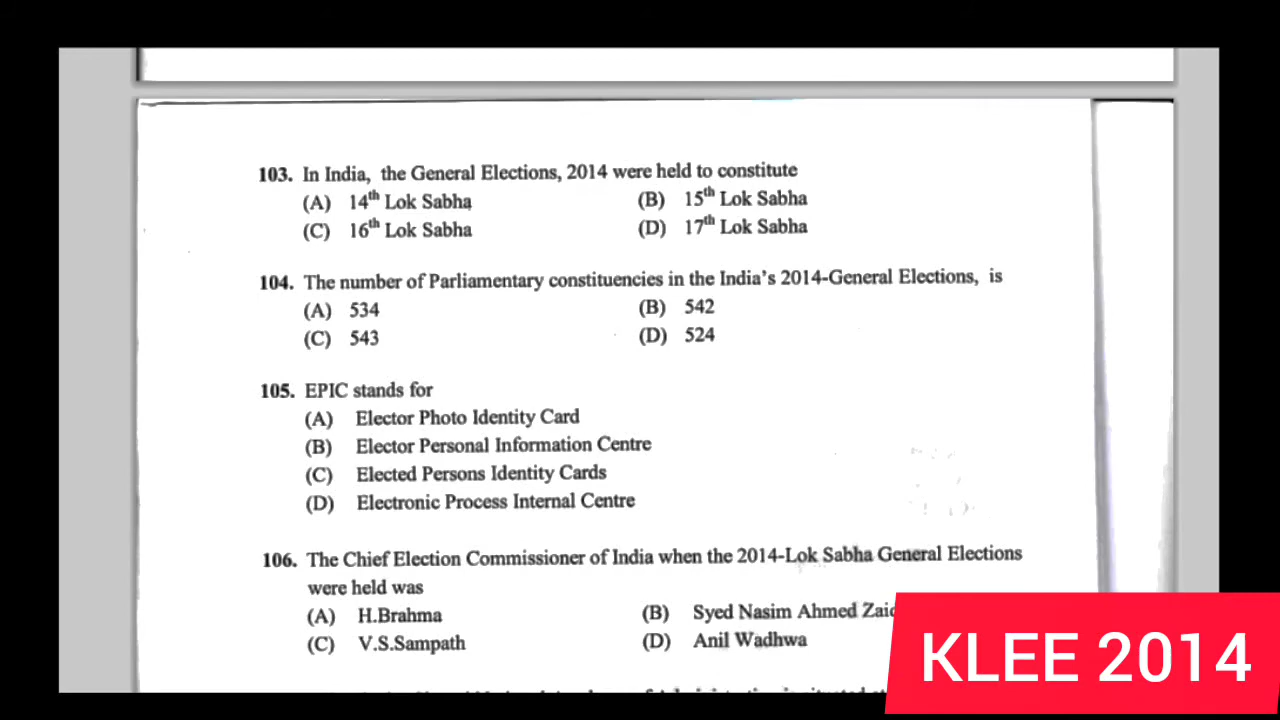 103. In India, the General Elections, 2014 were held to constitute
(A) 14th Lok Sabha (B) 15th Lok Sabha
(C) 16th Lok Sabha (D) 17th Lok Sabha
104. The number of Parliamentary constituencies in the India's 2014-General Elections, is
(A) 534 (B) 542
(C) 543 (D) 524
105. EPIC stands for
(A) Elector Photo Identity Card
(B) Elector Personal Information Centre
(C) Elected Persons Identity Cards
(D) Electronic Process Internal Centre
106. The Chief Election Commissioner of India when the 2014-Lok Sabha General Elections
were held was
(A) H.Brahma (B) Syed Nasim Ahmed
(C) V.S.Sampath (D) Anil Wadhwa
KLEE 2014